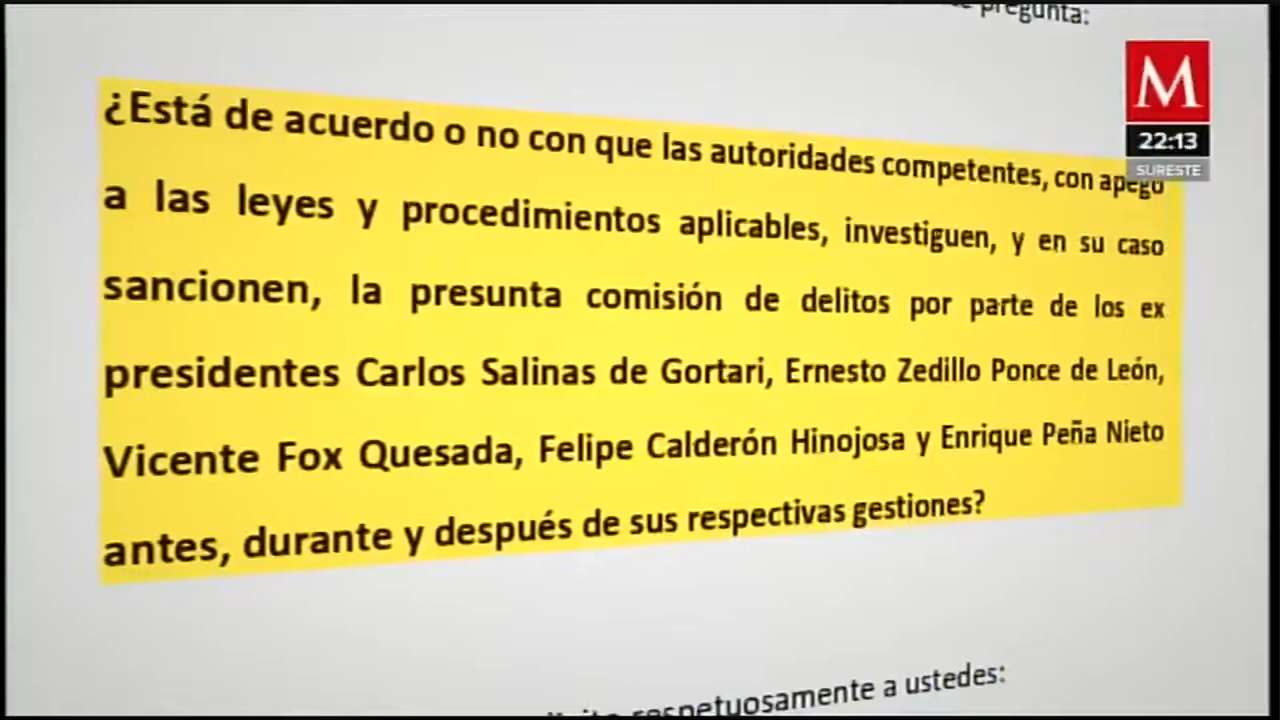 pregunta:
M
22:13
SURESTE
¿Está de acuerdo o no con que las autoridades competentes, con apego
a las leyes y procedimientos aplicables, investiguen, y en su caso
sancionen, la presunta comisión de delitos por parte de los ex
presidentes Carlos Salinas de Gortari, Ernesto Zedillo Ponce de León,
Vicente Fox Quesada, Felipe Calderón Hinojosa y Enrique Peña Nieto
antes, durante y después de sus respectivas gestiones?
respetuosamente a ustedes: